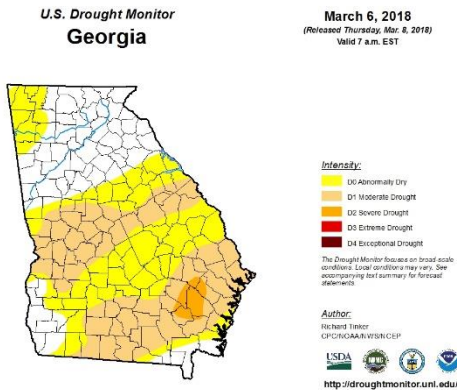 U.S. Drought Monitor
Georgia
March 6, 2018
(Released Thursday, Mar. 8, 2018)
Valid 7 a.m. EST
Intensity:
D0 Abnormally Dry
D1 Moderate Drought
D2 Severe Drought
D3 Extreme Drought
D4 Exceptional Drought
The Drought Monitor focuses on broad-scale
conditions. Local conditions may vary. See
accompanying text summary for forecast
statements.
Author:
Richard Tinker
CPC/NOAA/NWS/NCEP
USDA
http://droughtmonitor.unl.edu/